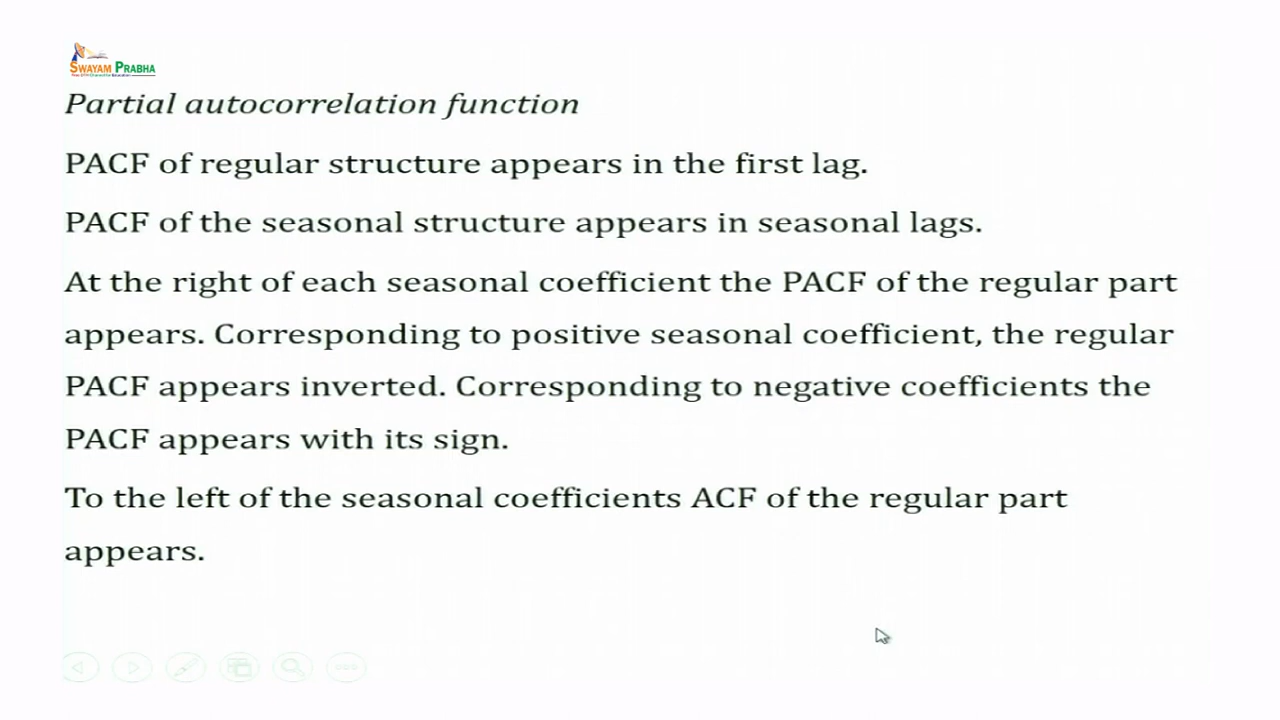 SWAYAM PRABHA
Partial autocorrelation function
PACF of regular structure appears in the first lag.
PACF of the seasonal structure appears in seasonal lags.
At the right of each seasonal coefficient the PACF of the regular part
appears. Corresponding to positive seasonal coefficient, the regular
PACF appears inverted. Corresponding to negative coefficients the
PACF appears with its sign.
To the left of the seasonal coefficients ACF of the regular part
appears.